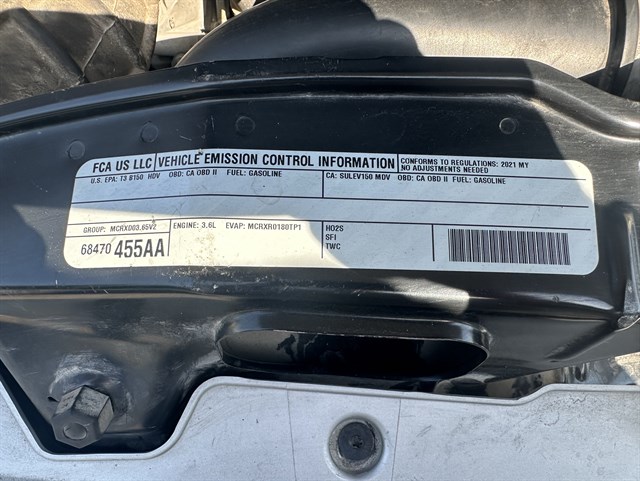 FCA US LLC VEHICLE EMISSION CONTROL INFORMATION
CONFORMS TO REGULATIONS: 2021 MY
NO ADJUSTMENTS NEEDED
U.S. EPA: T3 B150 HDV OBD: CA OBD II FUEL: GASOLINE
CA: SULEV150 MDV OBD: CA OBD II FUEL: GASOLINE
GROUP: MCRXD03.65V2
ENGINE: 3.6L EVAP: MCRXR0180TP1
68470 455AA
HO2S
SFI
TWC